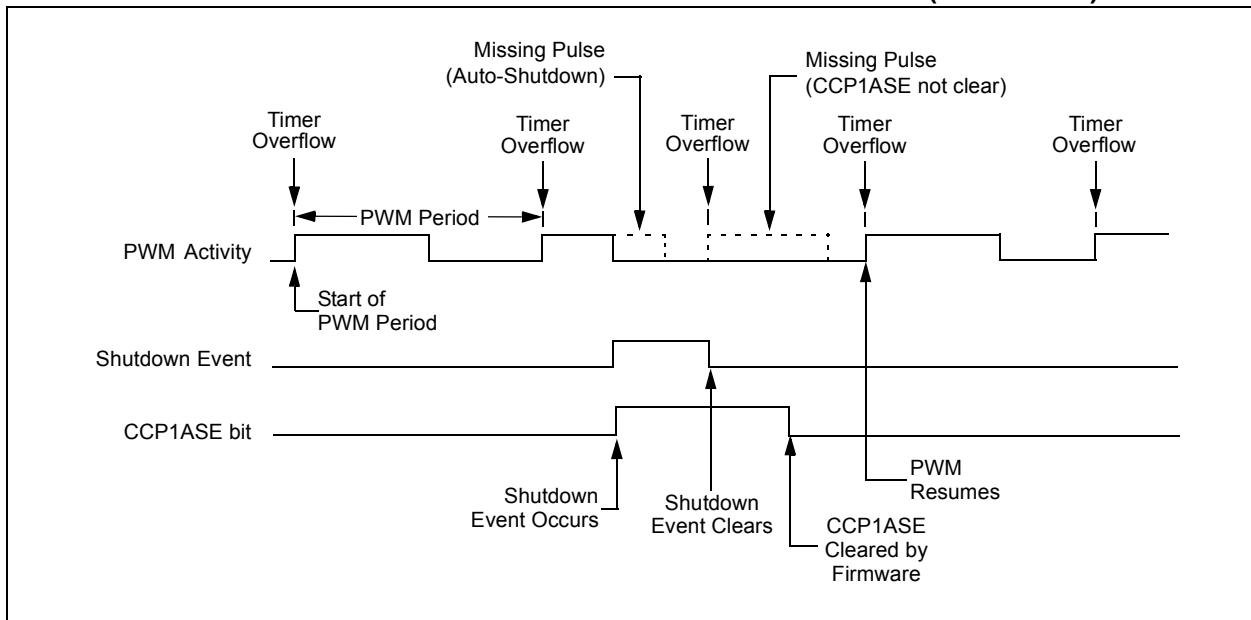 Missing Pulse
(Auto-Shutdown)
Missing Pulse
(CCP1ASE not clear)
Timer
Overflow
Timer
Overflow
Timer
Overflow
Timer
Overflow
Timer
Overflow
PWM Period
PWM Activity
Start of
PWM Period
Shutdown Event
CCP1ASE bit
Shutdown
Event Occurs
Shutdown
Event Clears
PWM
Resumes
CCP1ASE
Cleared by
Firmware